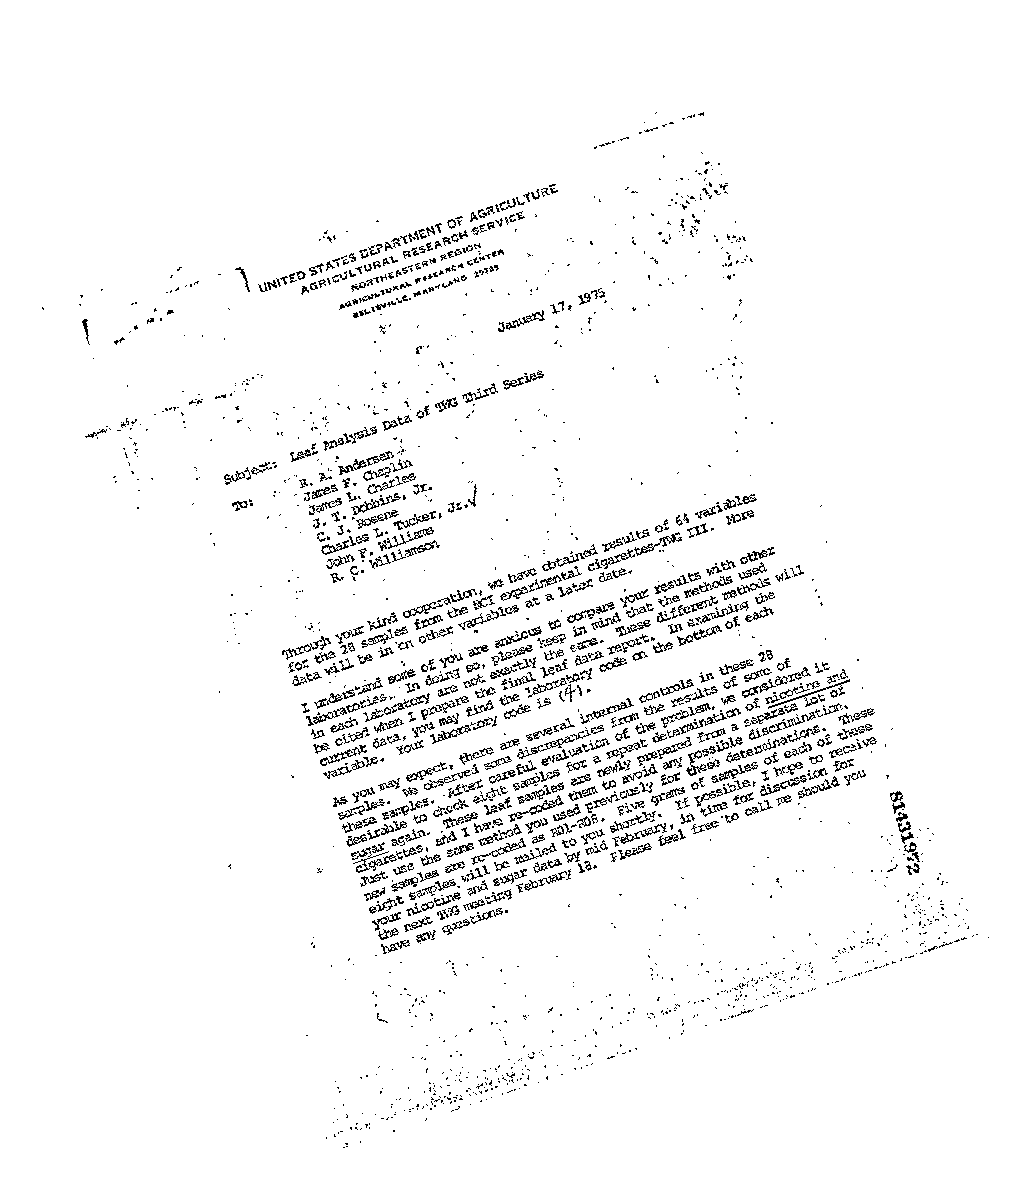 UNITED STATES DEPARTMENT OF AGRICULTURE
AGRICULTURAL RESEARCH SERVICE
NORTHEASTERN REGION
AGRICULTURAL RESEARCH CENTER
BELTSVILLE, MARYLAND 20705
January 17, 1975
Subject: Leaf Analysis Data of TWG Third Series
To: R. A. Andersen
James F. Chaplin
James L. Charles
J. T. Dobbins, Jr.
C. J. Rosene
Charles L. Tucker, Jr. ✓
John F. Williams
R. C. Williamson
Through your kind cooperation, we have obtained results of 64 variables
for the 28 samples from the NCI experimental cigarettes-TWG III. More
data will be in on other variables at a later date.
I understand some of you are anxious to compare your results with other
laboratories. In doing so, please keep in mind that the methods used
in each laboratory are not exactly the same. These different methods will
be cited when I prepare the final leaf data report. In examining the
current data, you may find the laboratory code on the bottom of each
variable. Your laboratory code is (4).
As you may expect, there are several internal controls in these 28
samples. We observed some discrepancies from the results of some of
these samples. After careful evaluation of the problem, we considered it
desirable to check eight samples for a repeat determination of nicotine and
sugar again. These leaf samples are newly prepared from a separate lot of
cigarettes, and I have re-coded them to avoid any possible discrimination.
Just use the same method you used previously for these determinations. These
new samples are re-coded as R01-R08. Five grams of samples of each of these
eight samples will be mailed to you shortly. If possible, I hope to receive
your nicotine and sugar data by mid February, in time for discussion for
the next TWG meeting February 18. Please feel free to call me should you
have any questions.
81431972